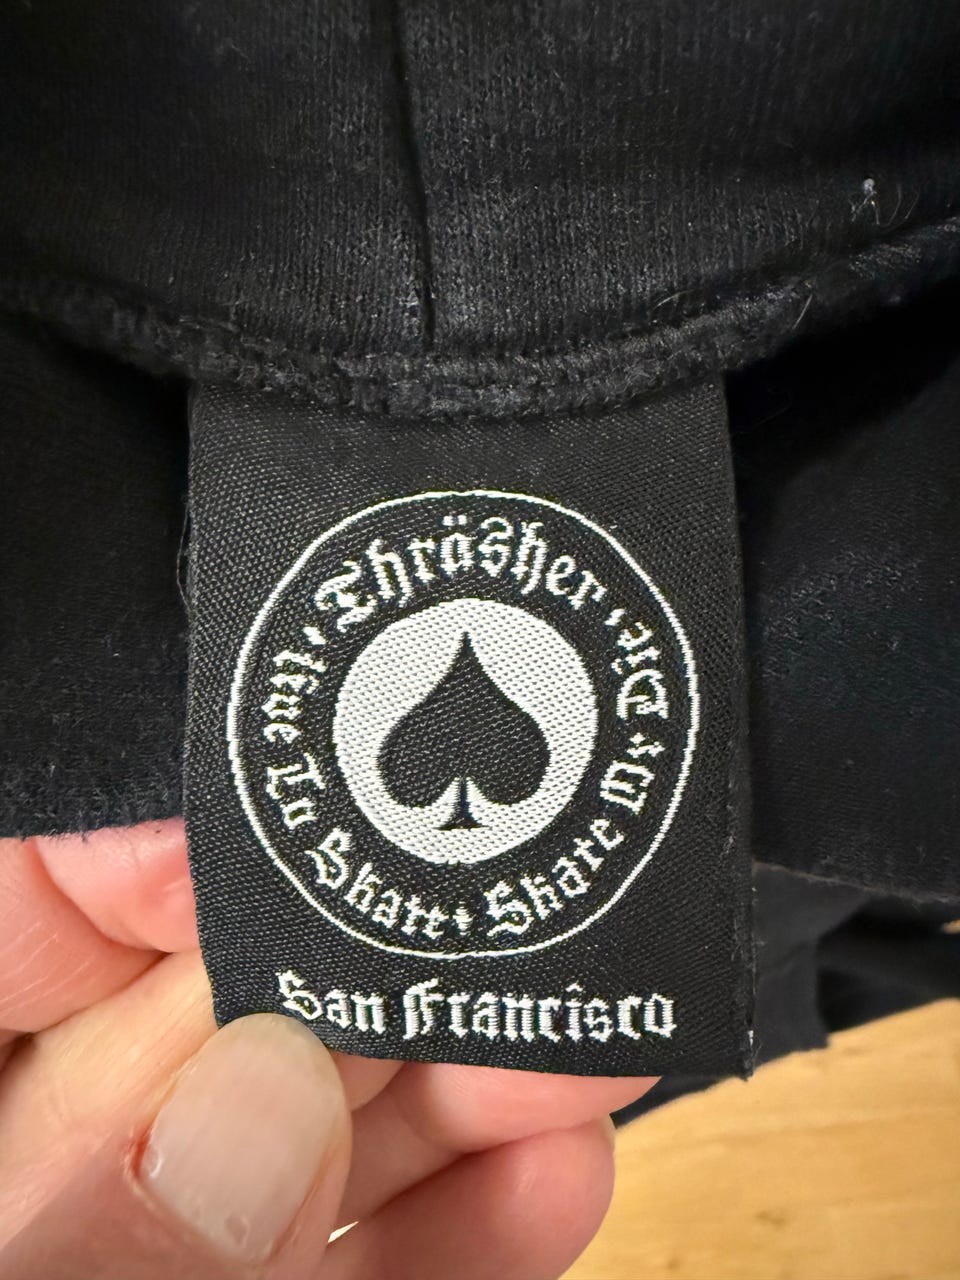 Thräsher
Live To Skate
Skate Or Die
San Francisco